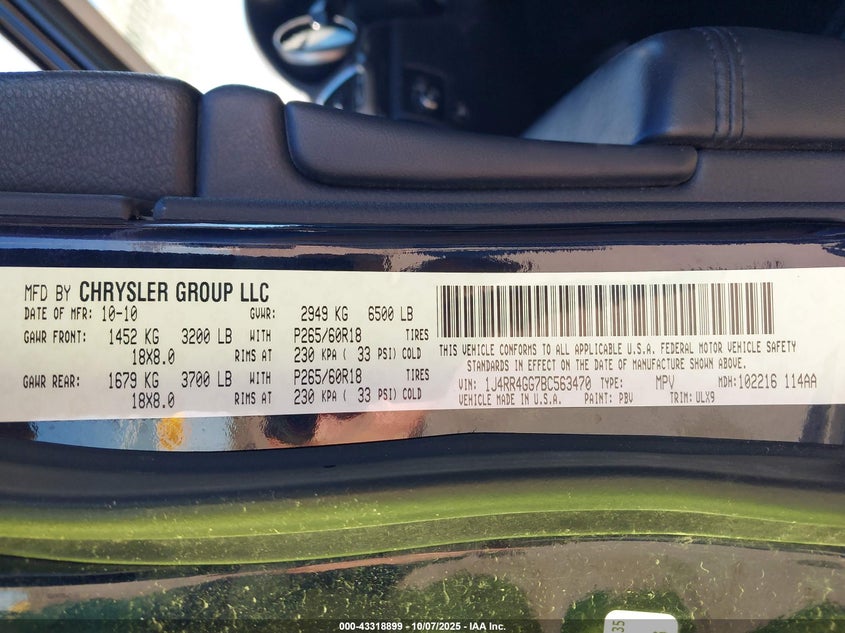 MFD BY CHRYSLER GROUP LLC
DATE OF MFR: 10-10 GVWR: 2949 KG 6500 LB
GAWR FRONT: 1452 KG 3200 LB WITH P265/60R18 TIRES
18X8.0 RIMS AT 230 KPA ( 33 PSI) COLD
GAWR REAR: 1679 KG 3700 LB WITH P265/60R18 TIRES
18X8.0 RIMS AT 230 KPA ( 33 PSI) COLD
THIS VEHICLE CONFORMS TO ALL APPLICABLE U.S.A. FEDERAL MOTOR VEHICLE SAFETY
STANDARDS IN EFFECT ON THE DATE OF MANUFACTURE SHOWN ABOVE.
VIN: 1J4RR4GG7BC563470 TYPE: MPV MDH: 102216 114AA
VEHICLE MADE IN U.S.A. PAINT: PBV TRIM: ULX9
35
000-43318899 - 10/07/2025 - IAA Inc.